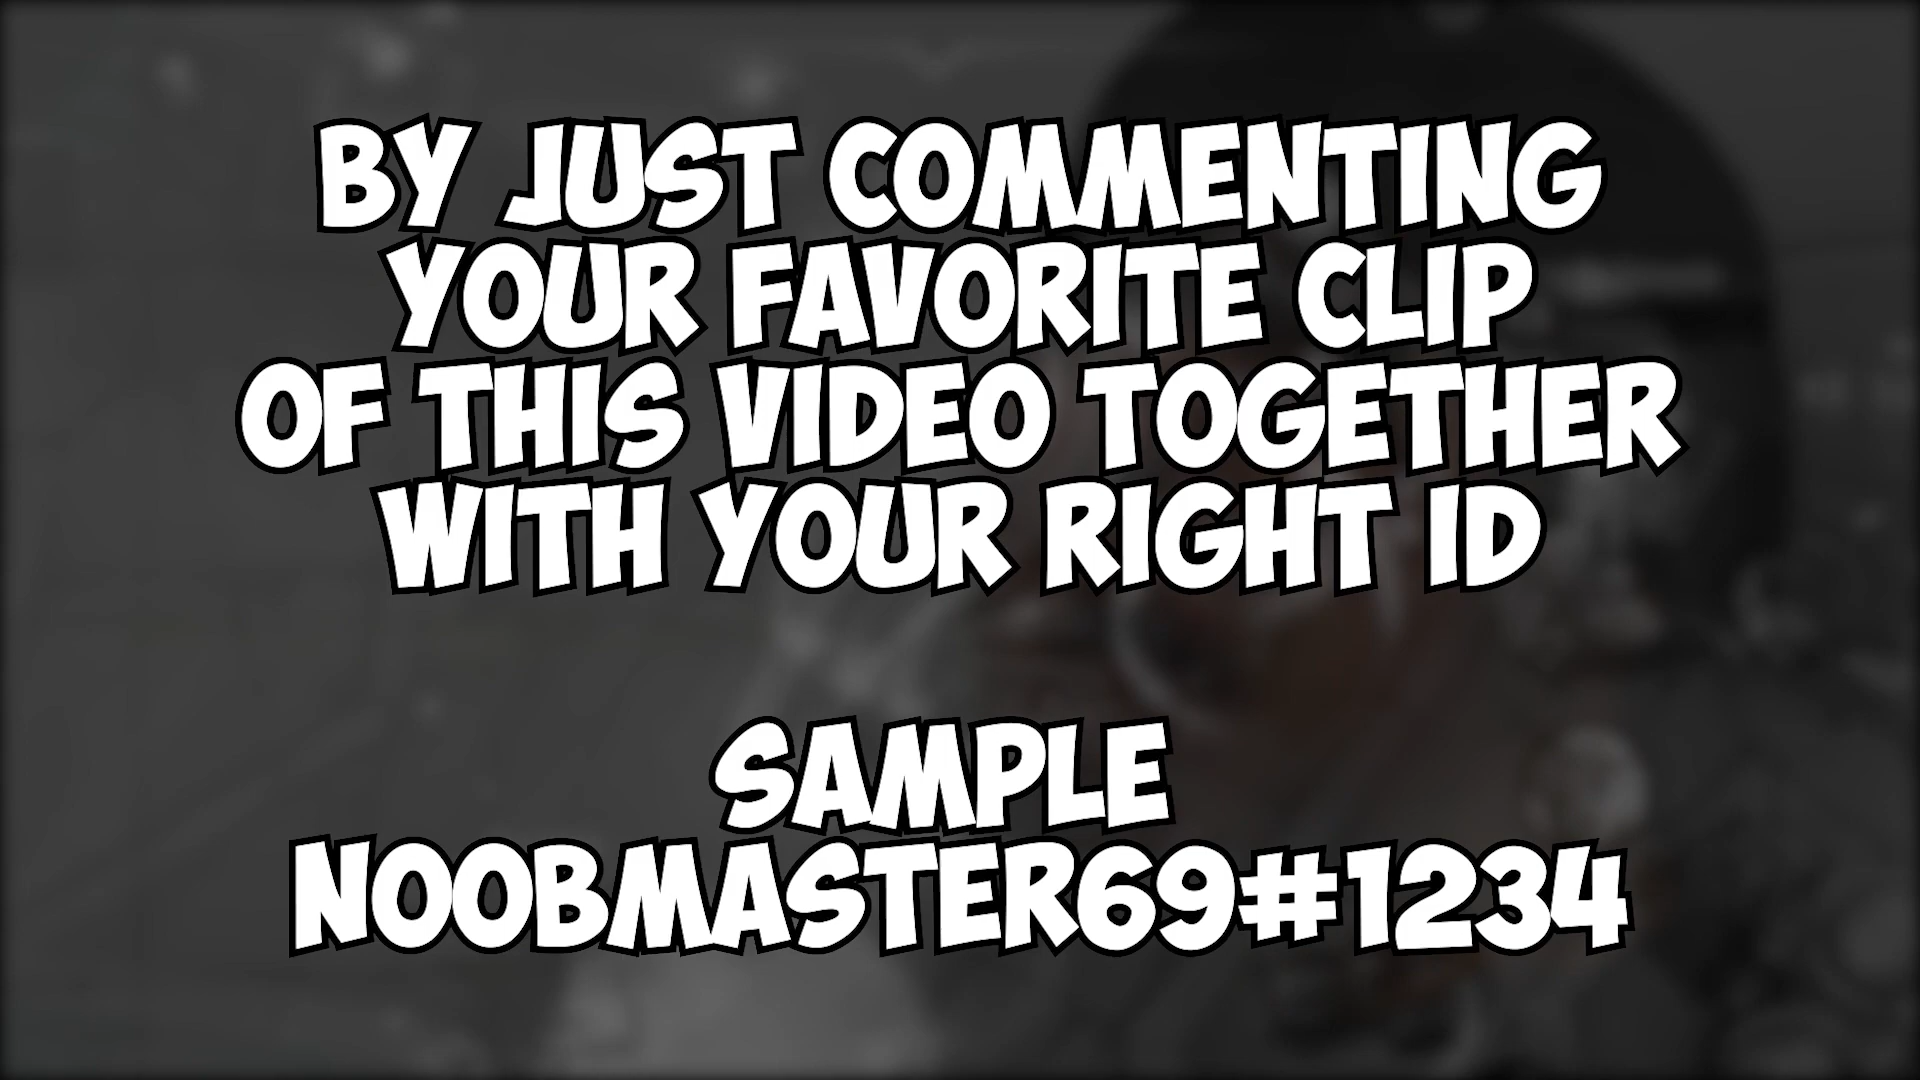 BY JUST COMMENTING
YOUR FAVORITE CLIP
OF THIS VIDEO TOGETHER
WITH YOUR RIGHT ID
SAMPLE
NOOBMASTER69#1234